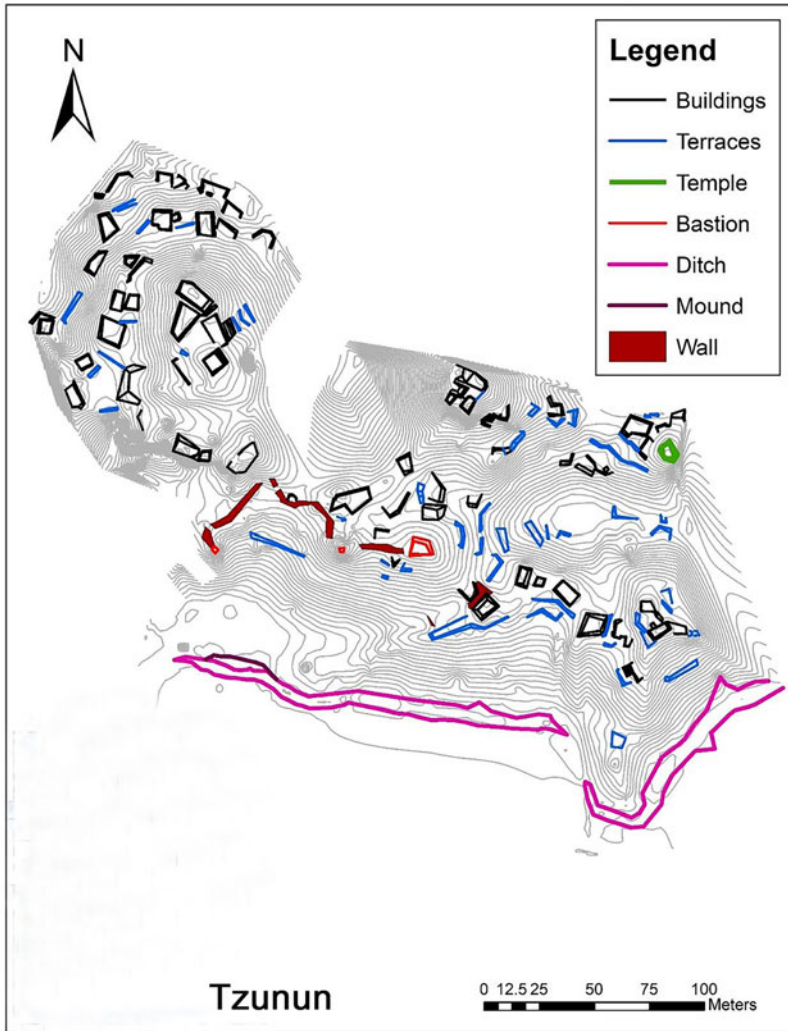 N
Legend
Buildings
Terraces
Temple
Bastion
Ditch
Mound
Wall
Tzunun
0 12.5 25 50 75 100
Meters